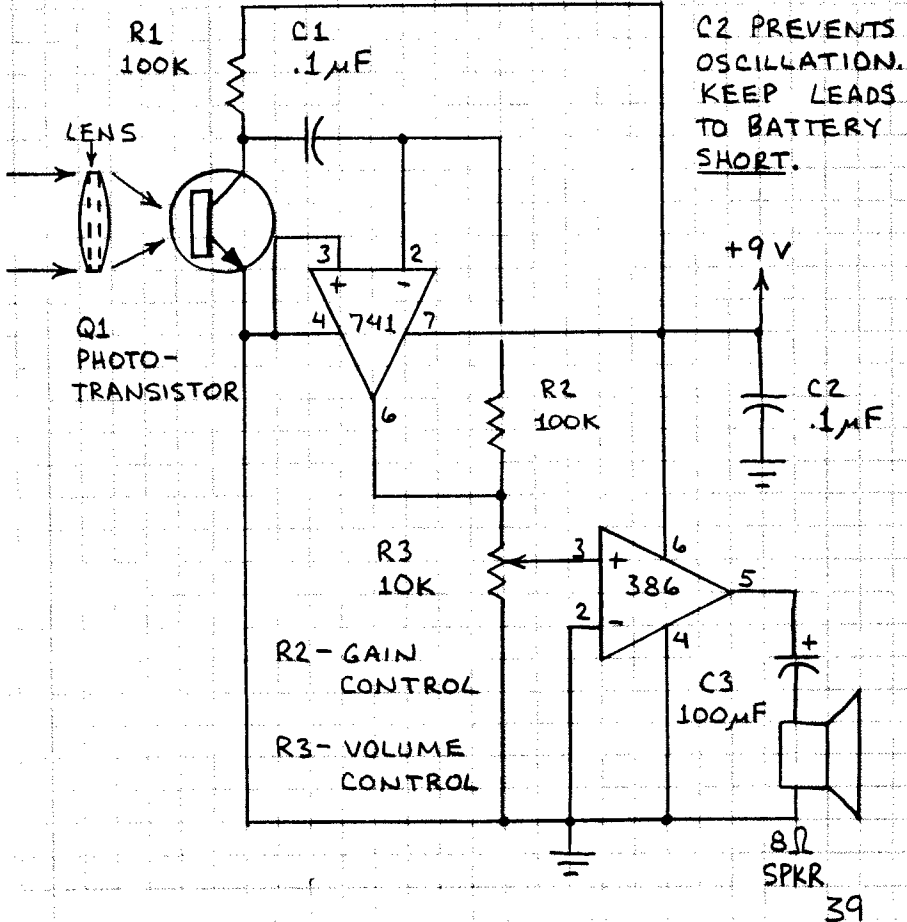 R1
100K
C1
.1µF
C2 PREVENTS
OSCILLATION.
KEEP LEADS
TO BATTERY
SHORT.
LENS
+9V
3
2
+
-
4
741
7
Q1
PHOTO-
TRANSISTOR
6
R2
100K
C2
.1µF
R3
10K
3
+
6
386
5
2
-
4
+
R2- GAIN
CONTROL
C3
100µF
R3- VOLUME
CONTROL
8Ω
SPKR
39